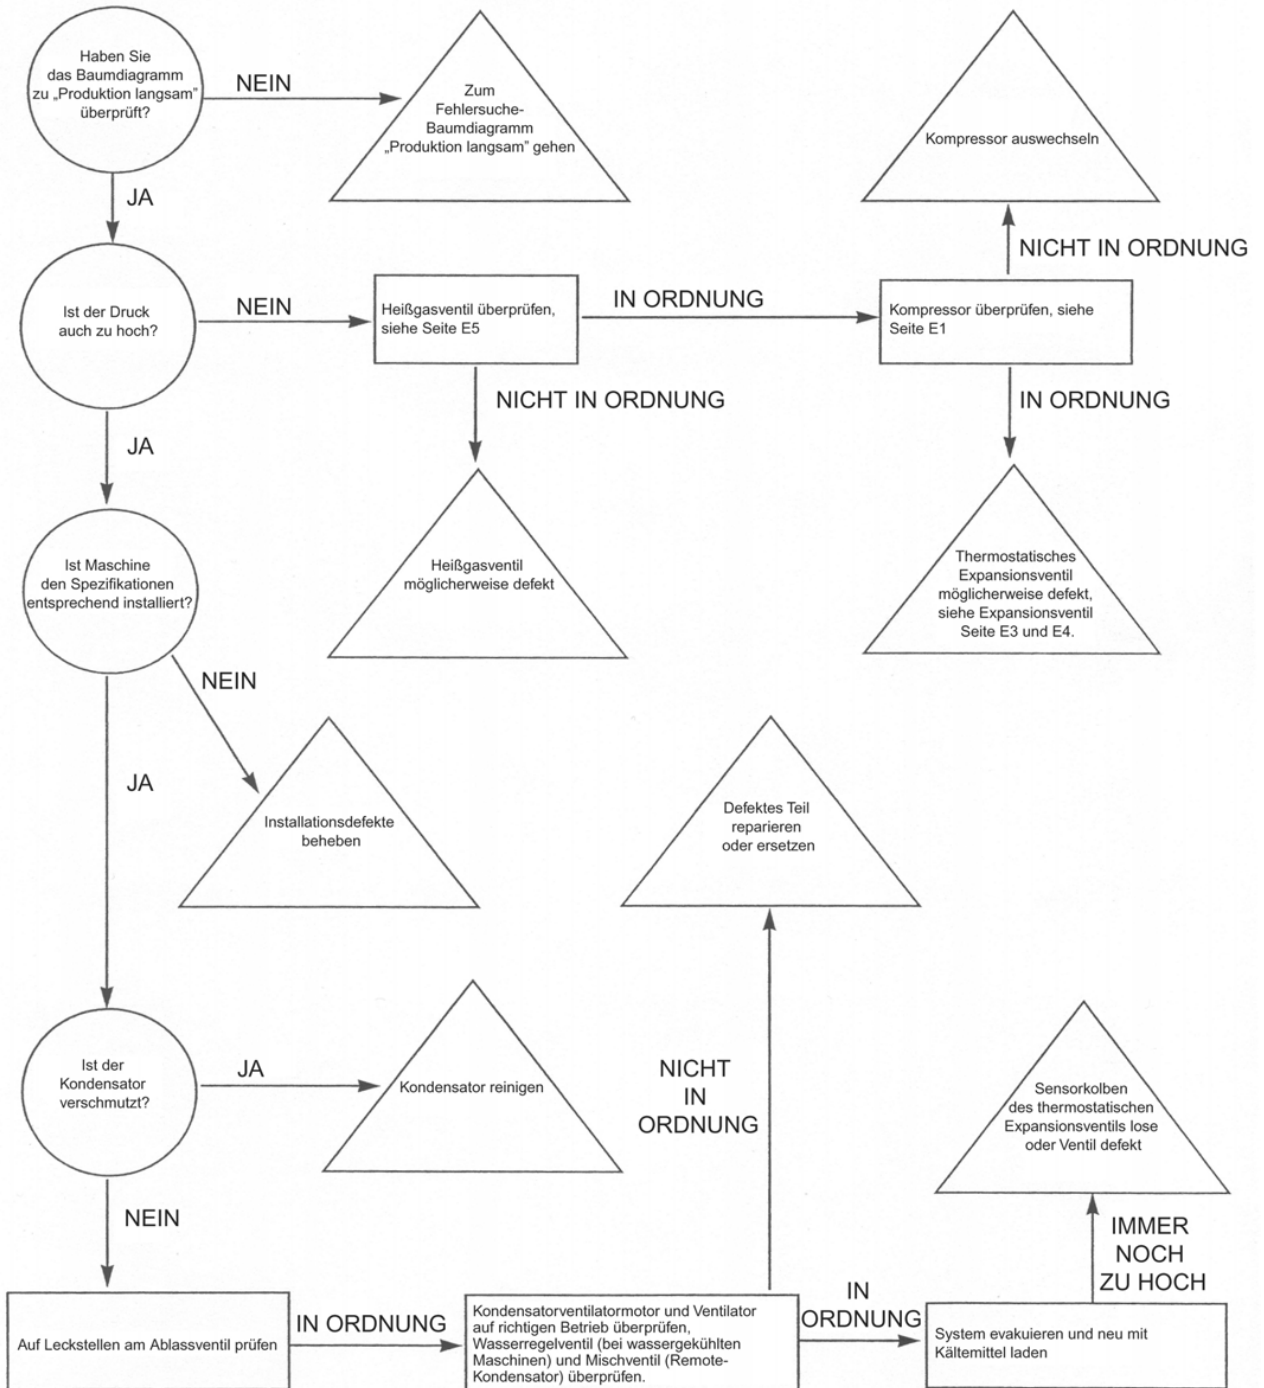 Haben Sie
das Baumdiagramm
zu „Produktion langsam”
überprüft?
NEIN
Zum
Fehlersuche-
Baumdiagramm
„Produktion langsam” gehen
Kompressor auswechseln
JA
NICHT IN ORDNUNG
Ist der Druck
auch zu hoch?
NEIN
Heißgasventil überprüfen,
siehe Seite E5
IN ORDNUNG
Kompressor überprüfen, siehe
Seite E1
NICHT IN ORDNUNG
IN ORDNUNG
JA
Ist Maschine
den Spezifikationen
entsprechend installiert?
Heißgasventil
möglicherweise defekt
Thermostatisches
Expansionsventil
möglicherweise defekt,
siehe Expansionsventil
Seite E3 und E4.
NEIN
JA
Installationsdefekte
beheben
Defektes Teil
reparieren
oder ersetzen
Ist der
Kondensator
verschmutzt?
JA
Kondensator reinigen
NICHT
IN
ORDNUNG
Sensorkolben
des thermostatischen
Expansionsventils lose
oder Ventil defekt
NEIN
IMMER
NOCH
ZU HOCH
Auf Leckstellen am Ablassventil prüfen
IN ORDNUNG
Kondensatorventilatormotor und Ventilator
auf richtigen Betrieb überprüfen,
Wasserregelventil (bei wassergekühlten
Maschinen) und Mischventil (Remote-
Kondensator) überprüfen.
IN
ORDNUNG
System evakuieren und neu mit
Kältemittel laden